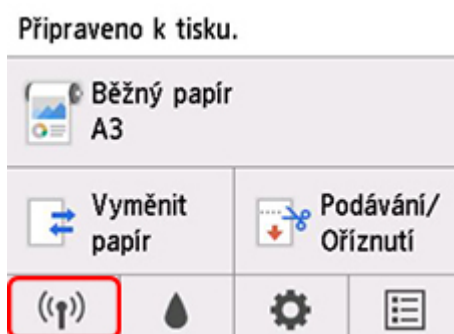 Připraveno k tisku.
Běžný papír
A3
Vyměnit
papír
Podávání/
Oříznutí